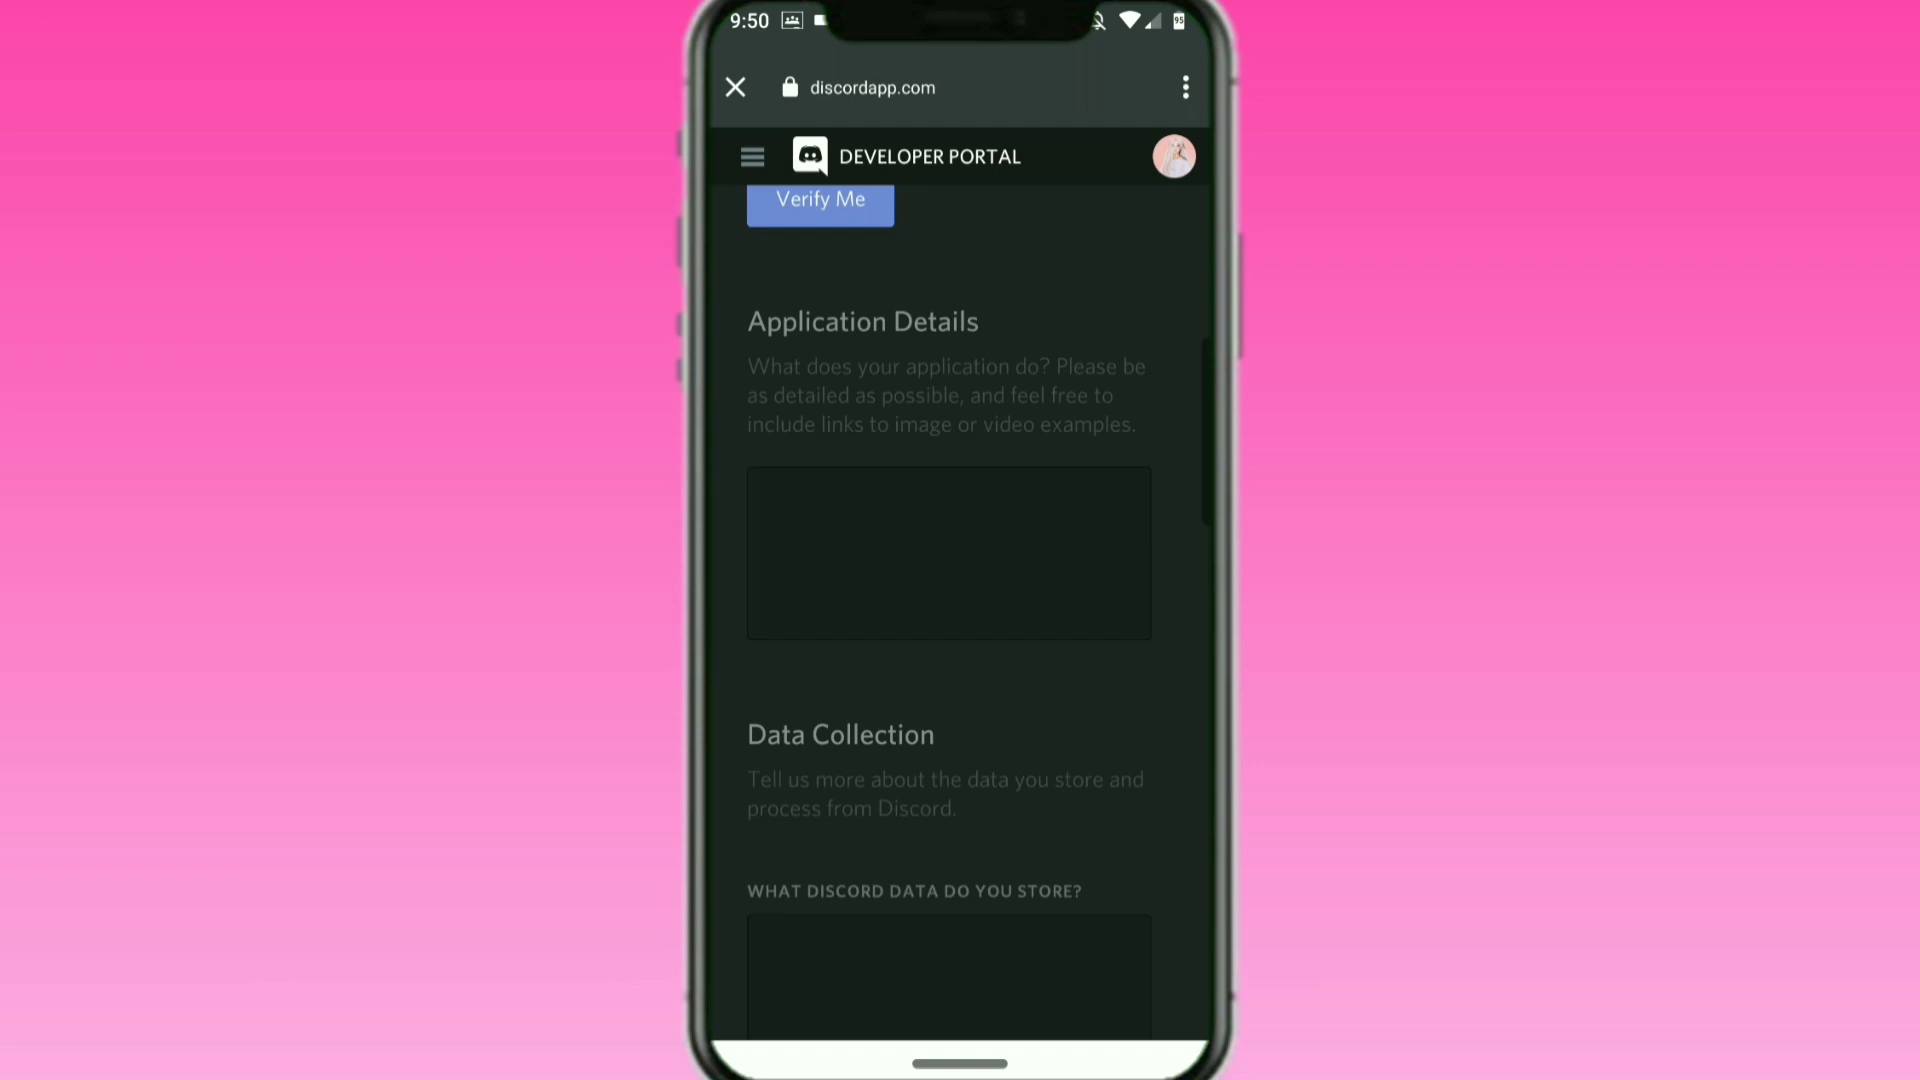 9:50
95
discordapp.com
DEVELOPER PORTAL
Verify Me
Application Details
What does your application do? Please be
as detailed as possible, and feel free to
include links to image or video examples.
Data Collection
Tell us more about the data you store and
process from Discord.
WHAT DISCORD DATA DO YOU STORE?